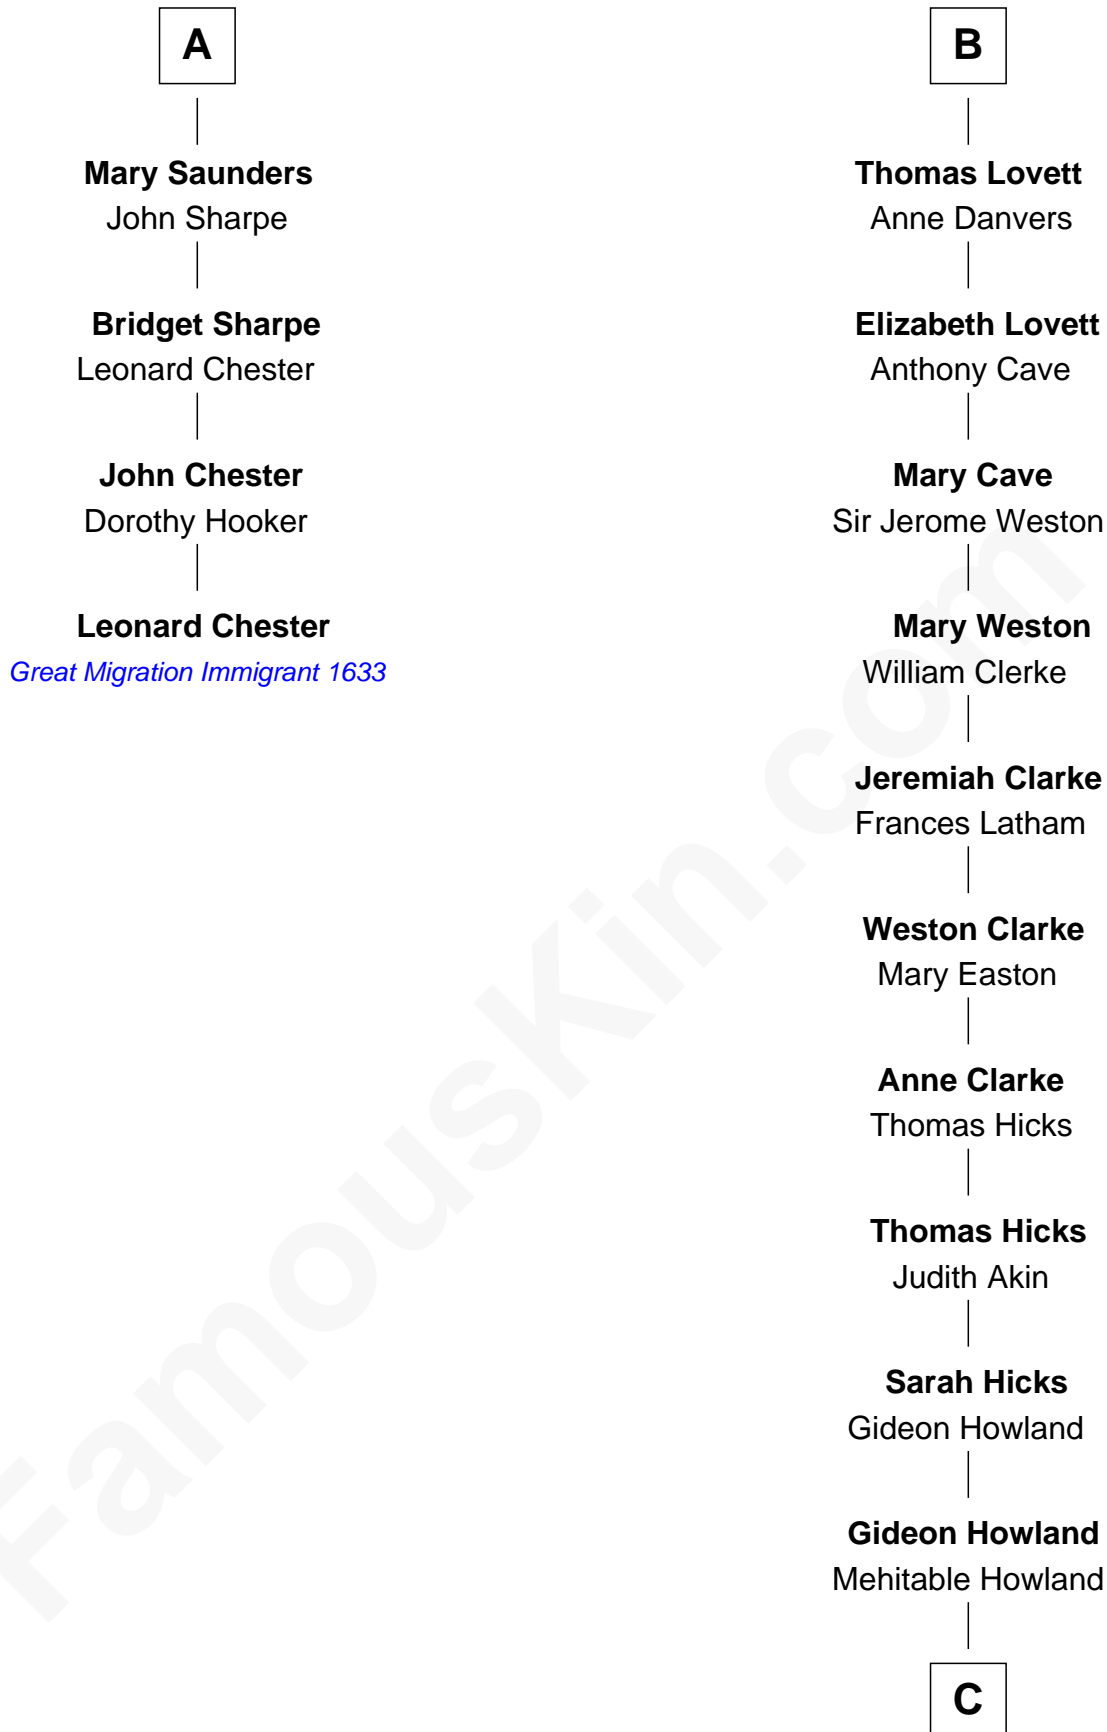 A
Mary Saunders
John Sharpe
Bridget Sharpe
Leonard Chester
John Chester
Dorothy Hooker
Leonard Chester
Great Migration Immigrant 1633
B
Thomas Lovett
Anne Danvers
Elizabeth Lovett
Anthony Cave
Mary Cave
Sir Jerome Weston
Mary Weston
William Clerke
Jeremiah Clarke
Frances Latham
Weston Clarke
Mary Easton
Anne Clarke
Thomas Hicks
Thomas Hicks
Judith Akin
Sarah Hicks
Gideon Howland
Gideon Howland
Mehitable Howland
C
FamousKin.com